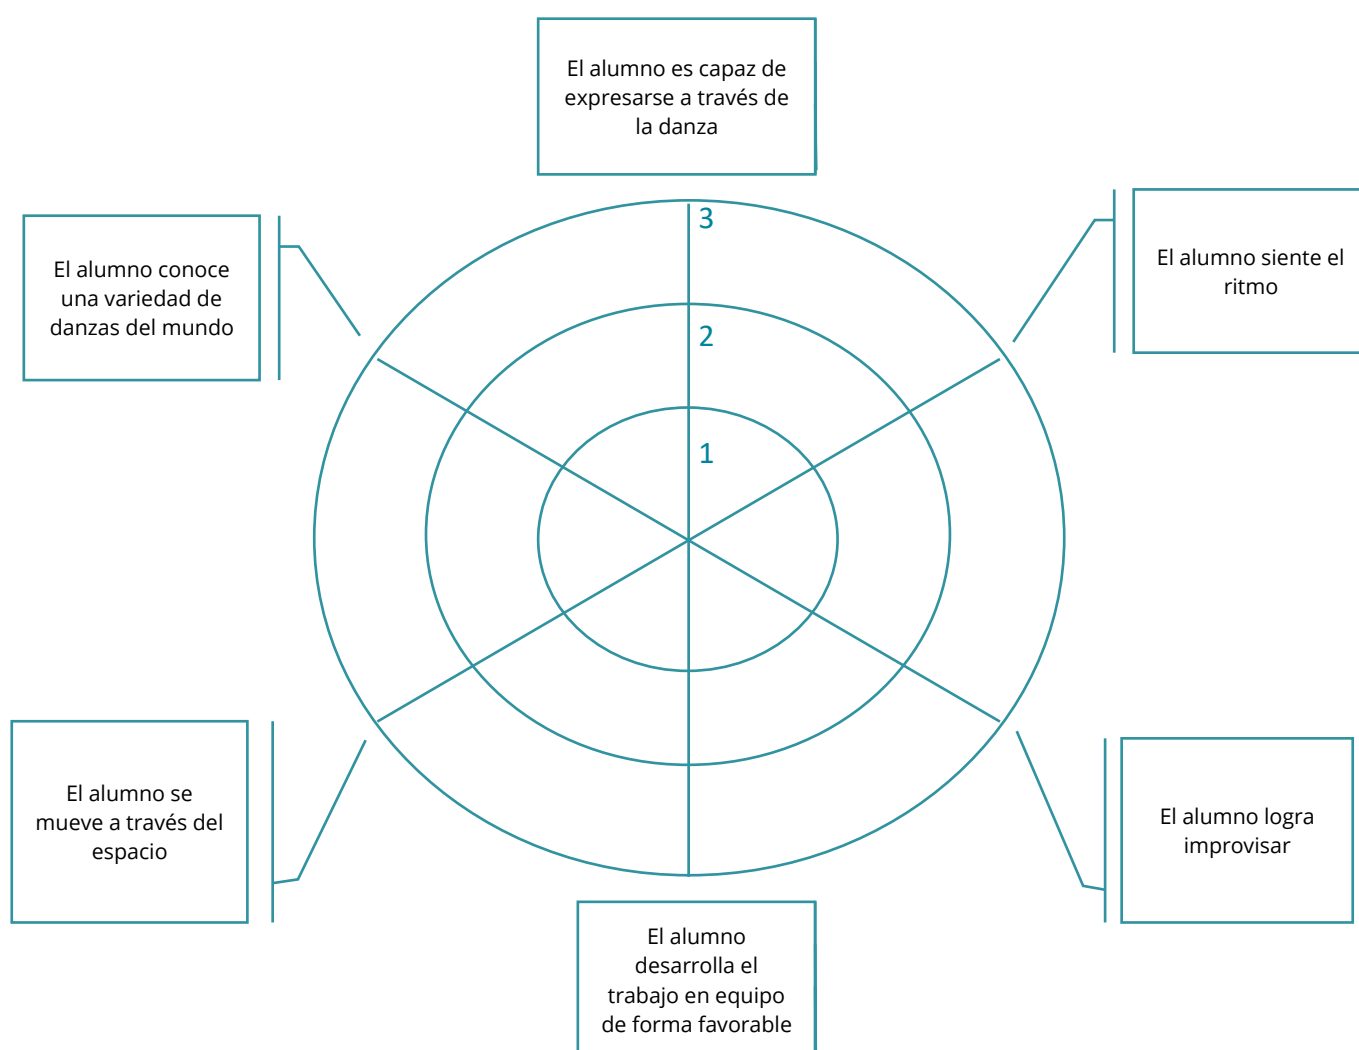 El alumno es capaz de
expresarse a través de
la danza
3
El alumno conoce
una variedad de
danzas del mundo
El alumno siente el
ritmo
2
1
El alumno se
mueve a través del
espacio
El alumno logra
improvisar
El alumno
desarrolla el
trabajo en equipo
de forma favorable